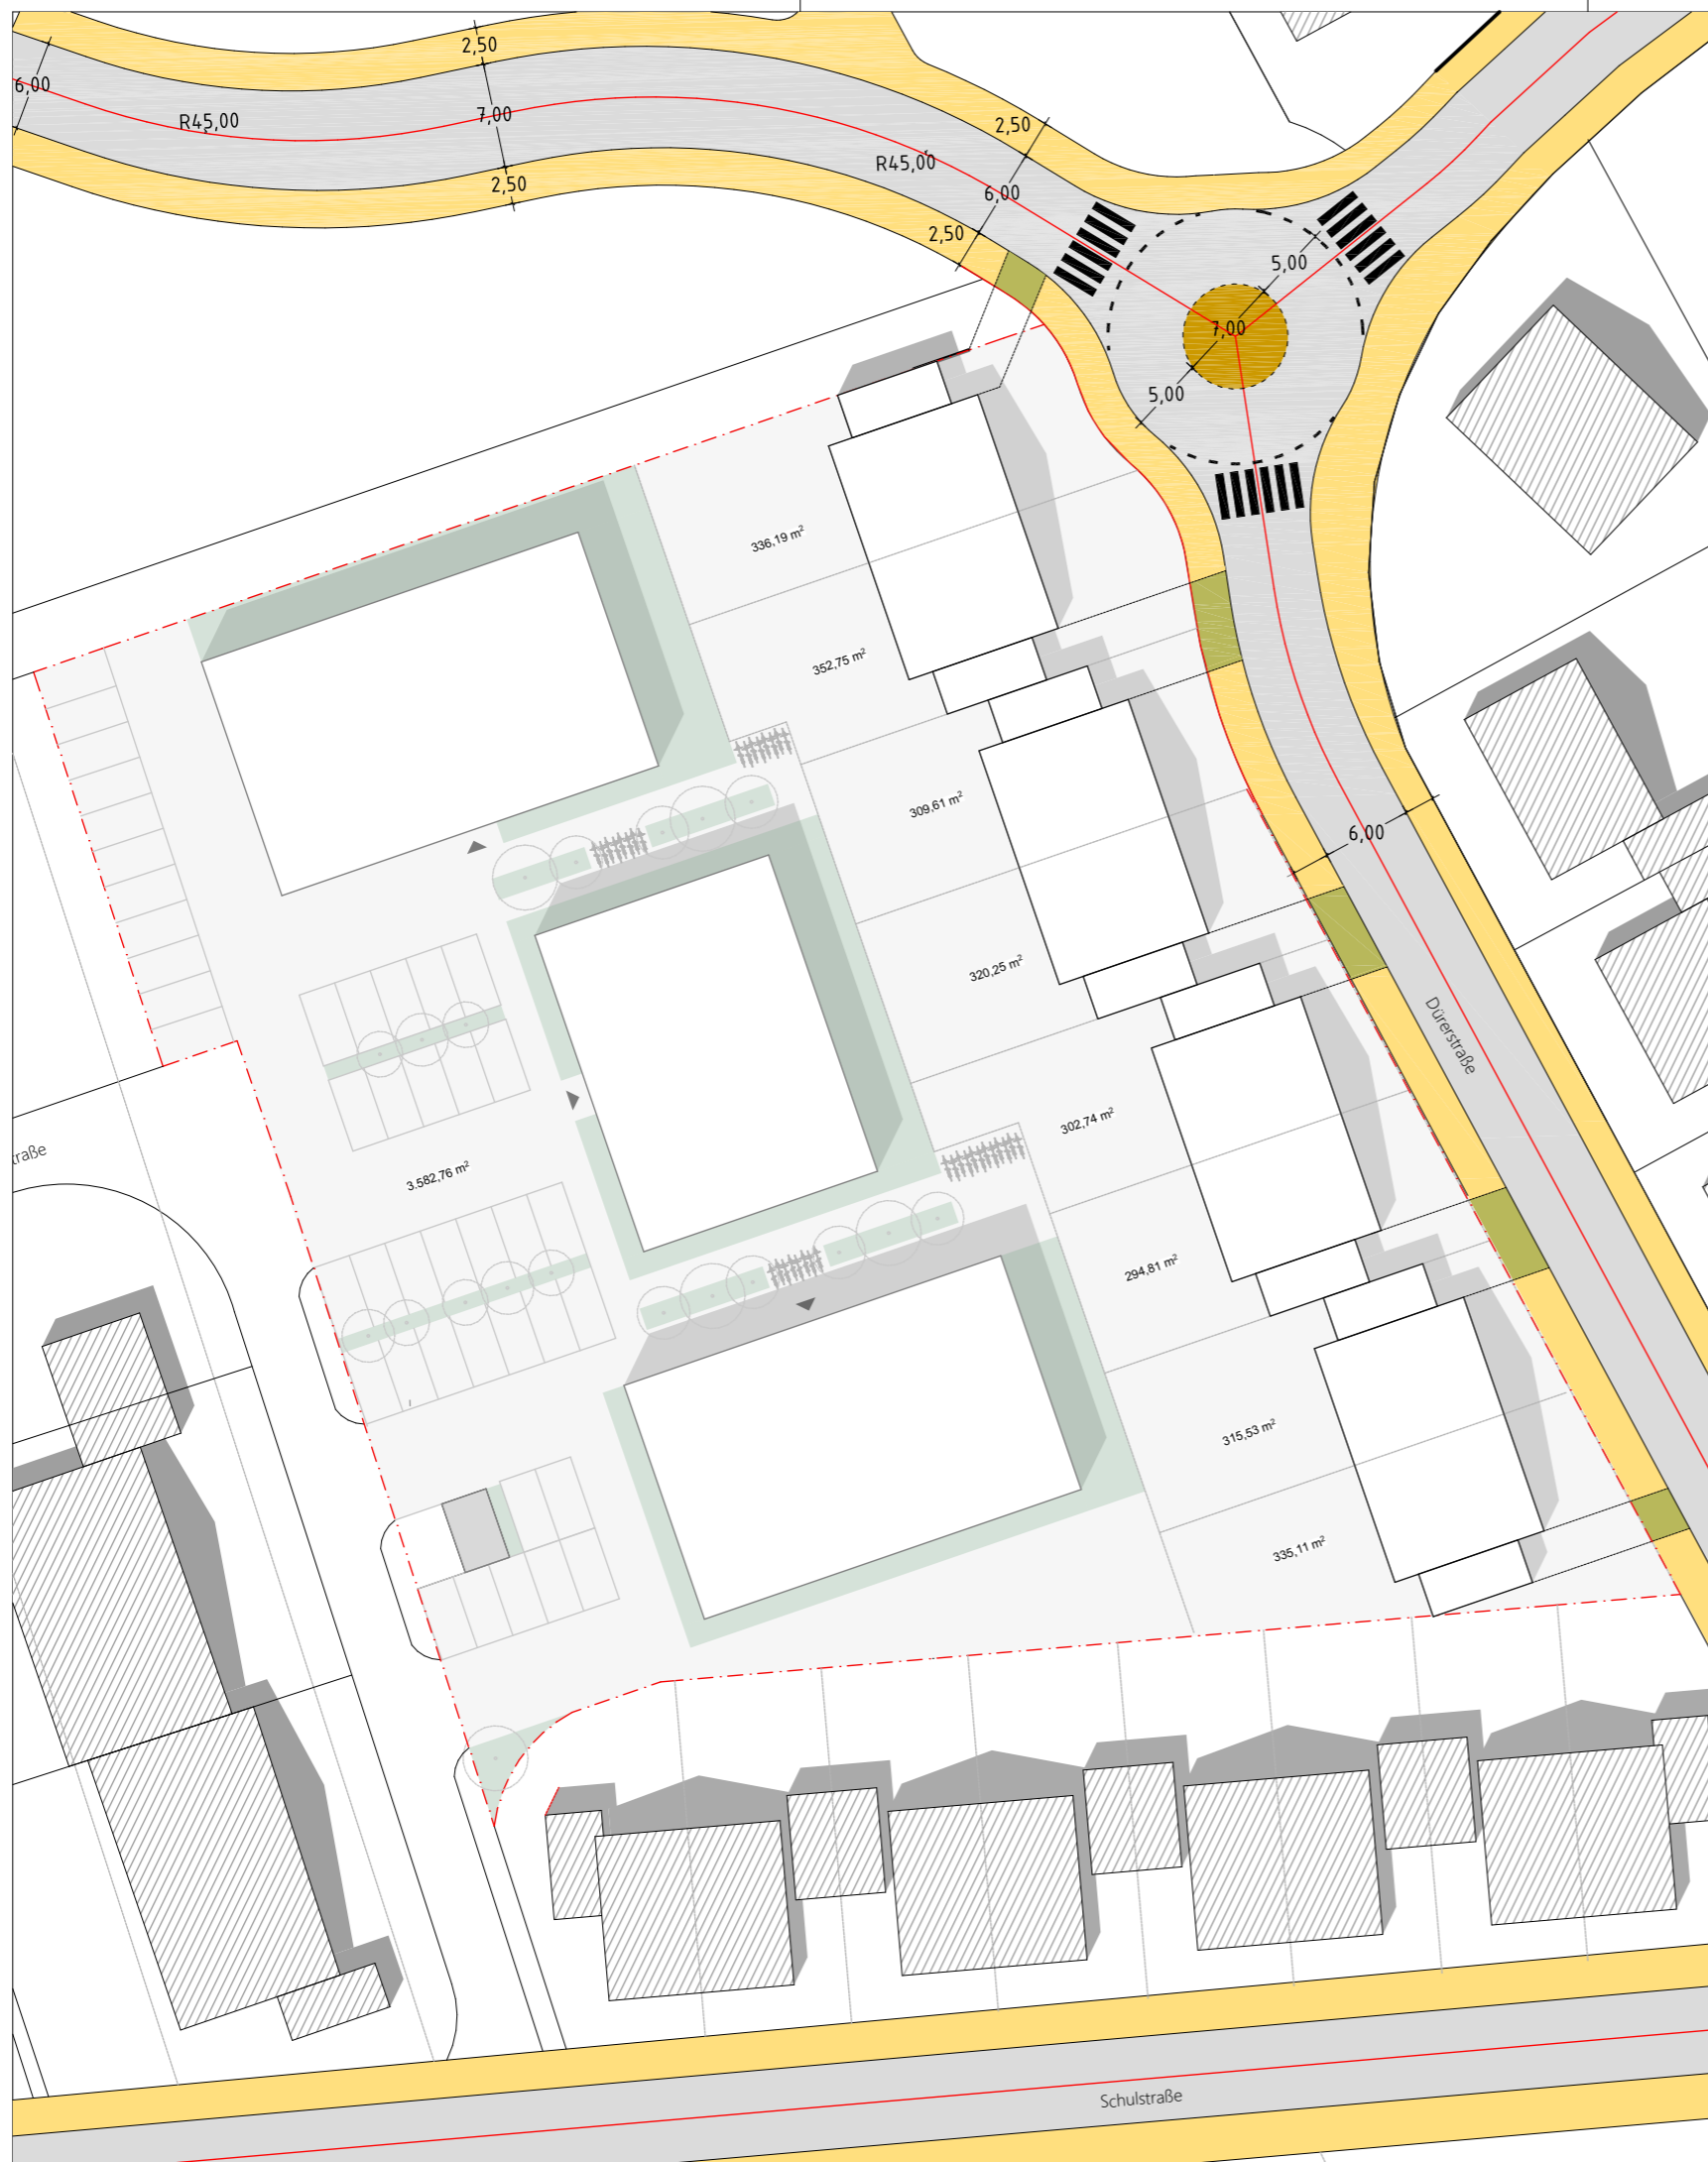 2,50
6,00
7,00
R45,00
2,50
2,50
R45,00
6,00
2,50
5,00
7,00
5,00
336,19 m²
352,75 m²
309,61 m²
6,00
320,25 m²
Dürerstraße
302,74 m²
raße
3.582,76 m²
294,81 m²
315,53 m²
335,11 m²
Schulstraße